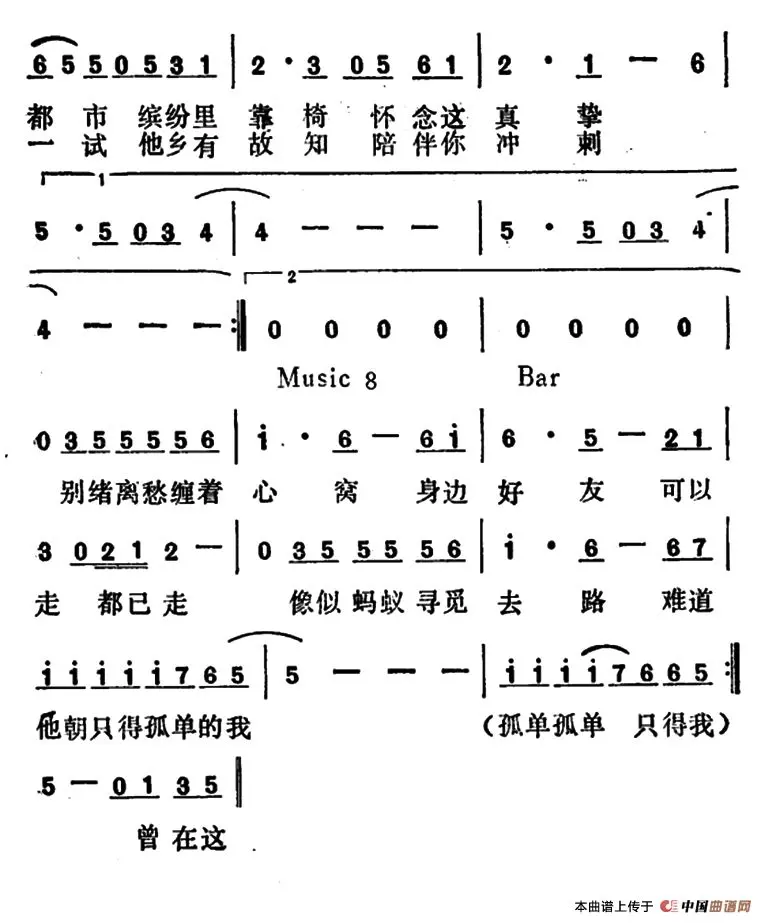 6 5 5 0 5 3 1 | 2 · 3 0 5 6 1 | 2 · 1 — 6 |
都市缤纷里 靠椅 怀念这真挚
一试他乡有 故知 陪伴你冲刺
1
5 · 5 0 3 4 | 4 — — — | 5 · 5 0 3 4 |
2
4 — — — :|| 0 0 0 0 | 0 0 0 0 |
Music 8 Bar
0 3 5 5 5 5 5 6 | i · 6 — 6 i | 6 · 5 — 2 1 |
别绪离愁缠着 心窝 身边好友 可以
3 0 2 1 2 — | 0 3 5 5 5 5 6 | i · 6 — 6 7 |
走 都已走 像似蚂蚁寻觅 去路 难道
i i i i i 7 6 5 | 5 — — — | i i i i 7 6 6 5 :||
他朝只得孤单的我 (孤单孤单 只得我)
5 — 0 1 3 5 ||
曾在这
本曲谱上传于 中国曲谱网